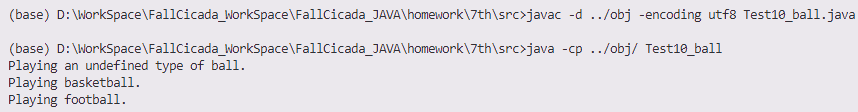 (base) D:\WorkSpace\FallCicada_WorkSpace\FallCicada_JAVA\homework\7th\src>javac -d ../obj -encoding utf8 Test10_ball.java
(base) D:\WorkSpace\FallCicada_WorkSpace\FallCicada_JAVA\homework\7th\src>java -cp ../obj/ Test10_ball
Playing an undefined type of ball.
Playing basketball.
Playing football.